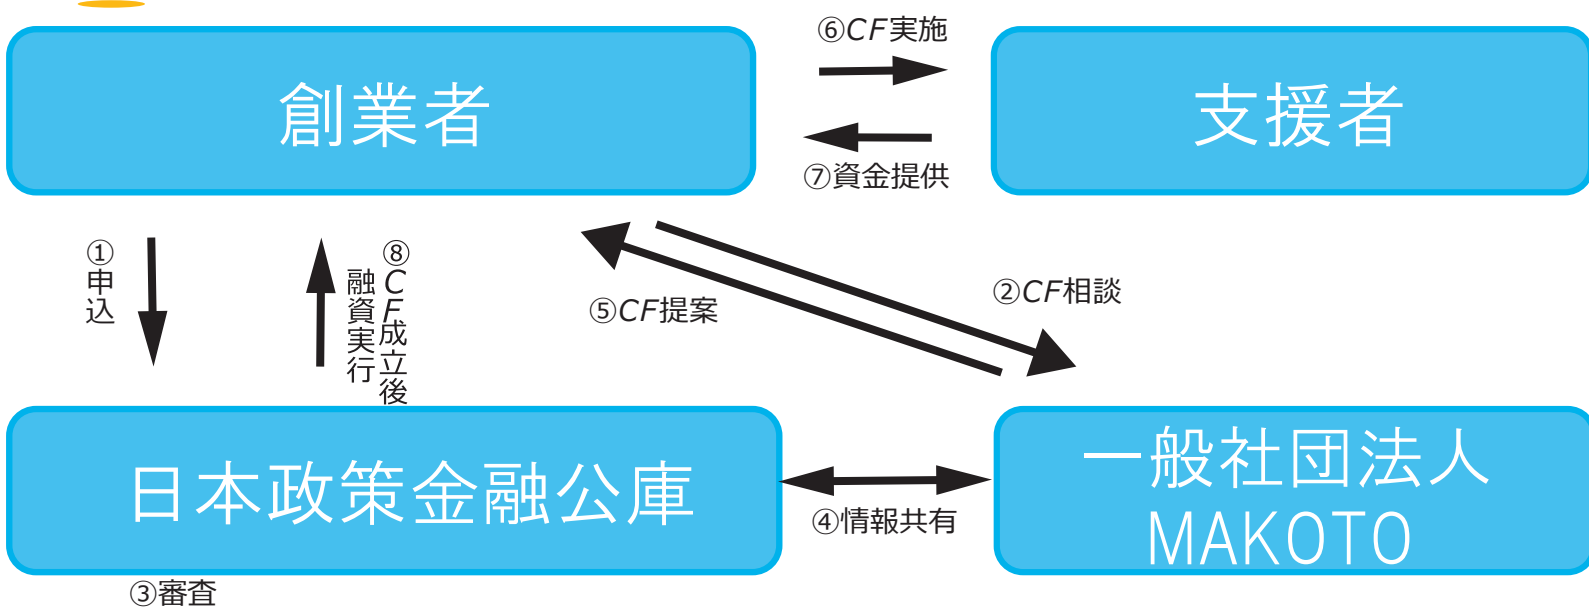 ⑥CF実施
創業者
支援者
⑦資金提供
①申込
⑧CF成立後
融資実行
②CF相談
⑤CF提案
日本政策金融公庫
一般社団法人
MAKOTO
④情報共有
③審査